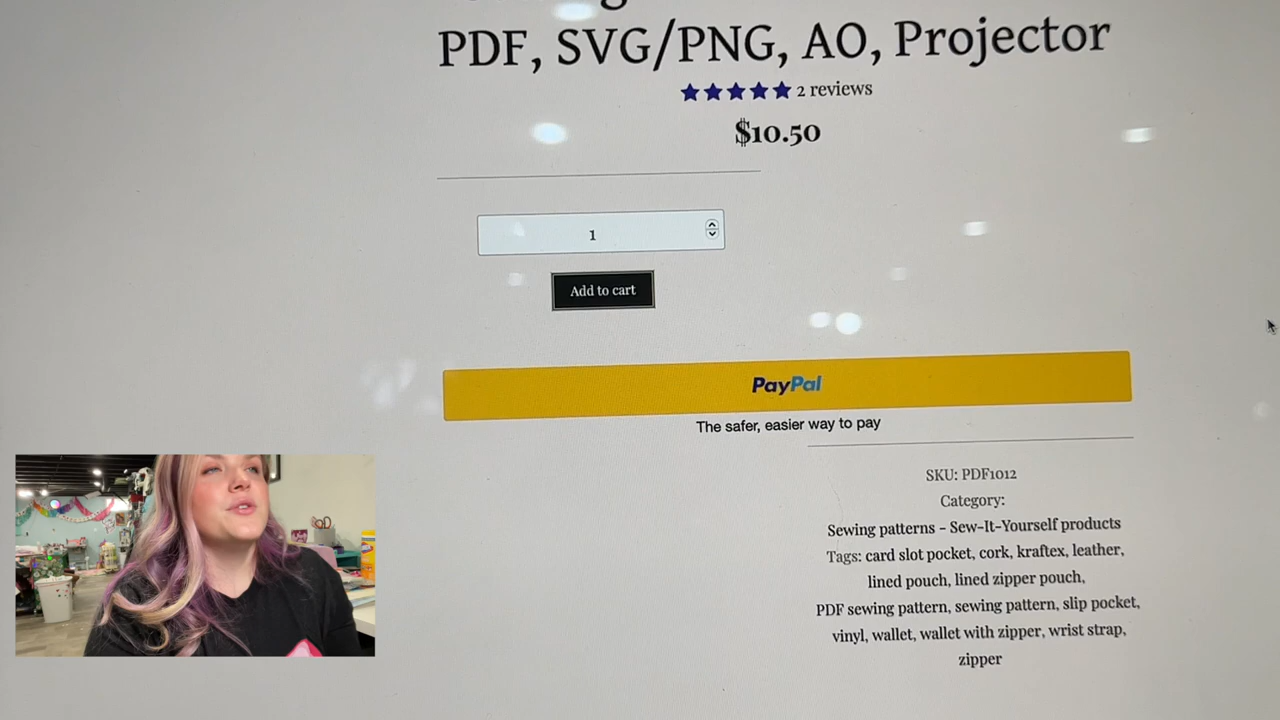 PDF, SVG/PNG, AO, Projector
2 reviews
$10.50
1
Add to cart
PayPal
The safer, easier way to pay
SKU: PDF1012
Category:
Sewing patterns - Sew-It-Yourself products
Tags: card slot pocket, cork, kraftex, leather,
lined pouch, lined zipper pouch,
PDF sewing pattern, sewing pattern, slip pocket,
vinyl, wallet, wallet with zipper, wrist strap,
zipper